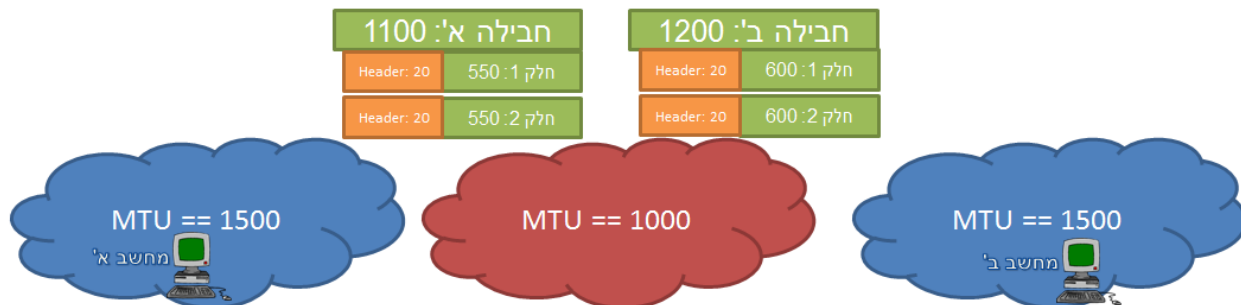 חבילה א': 1100
Header: 20
חלק 1: 550
Header: 20
חלק 2: 550
חבילה ב': 1200
Header: 20
חלק 1: 600
Header: 20
חלק 2: 600
MTU == 1500
מחשב א'
MTU == 1000
MTU == 1500
מחשב ב'